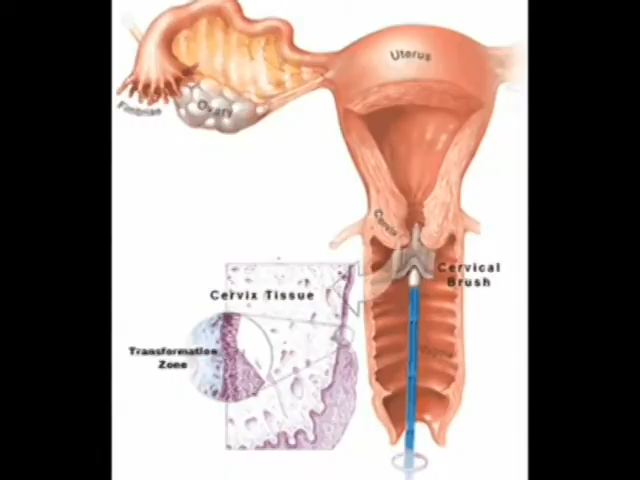 Uterus
Fimbriae
Ovary
Cervix
Cervical
Brush
Cervix Tissue
Transformation
Zone
Vagina